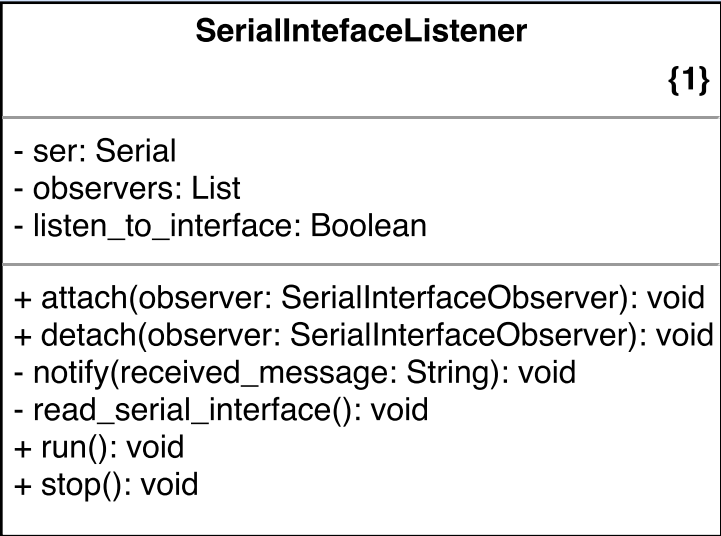 SerialIntefaceListener
{1}
- ser: Serial
- observers: List
- listen_to_interface: Boolean
+ attach(observer: SerialInterfaceObserver): void
+ detach(observer: SerialInterfaceObserver): void
- notify(received_message: String): void
- read_serial_interface(): void
+ run(): void
+ stop(): void